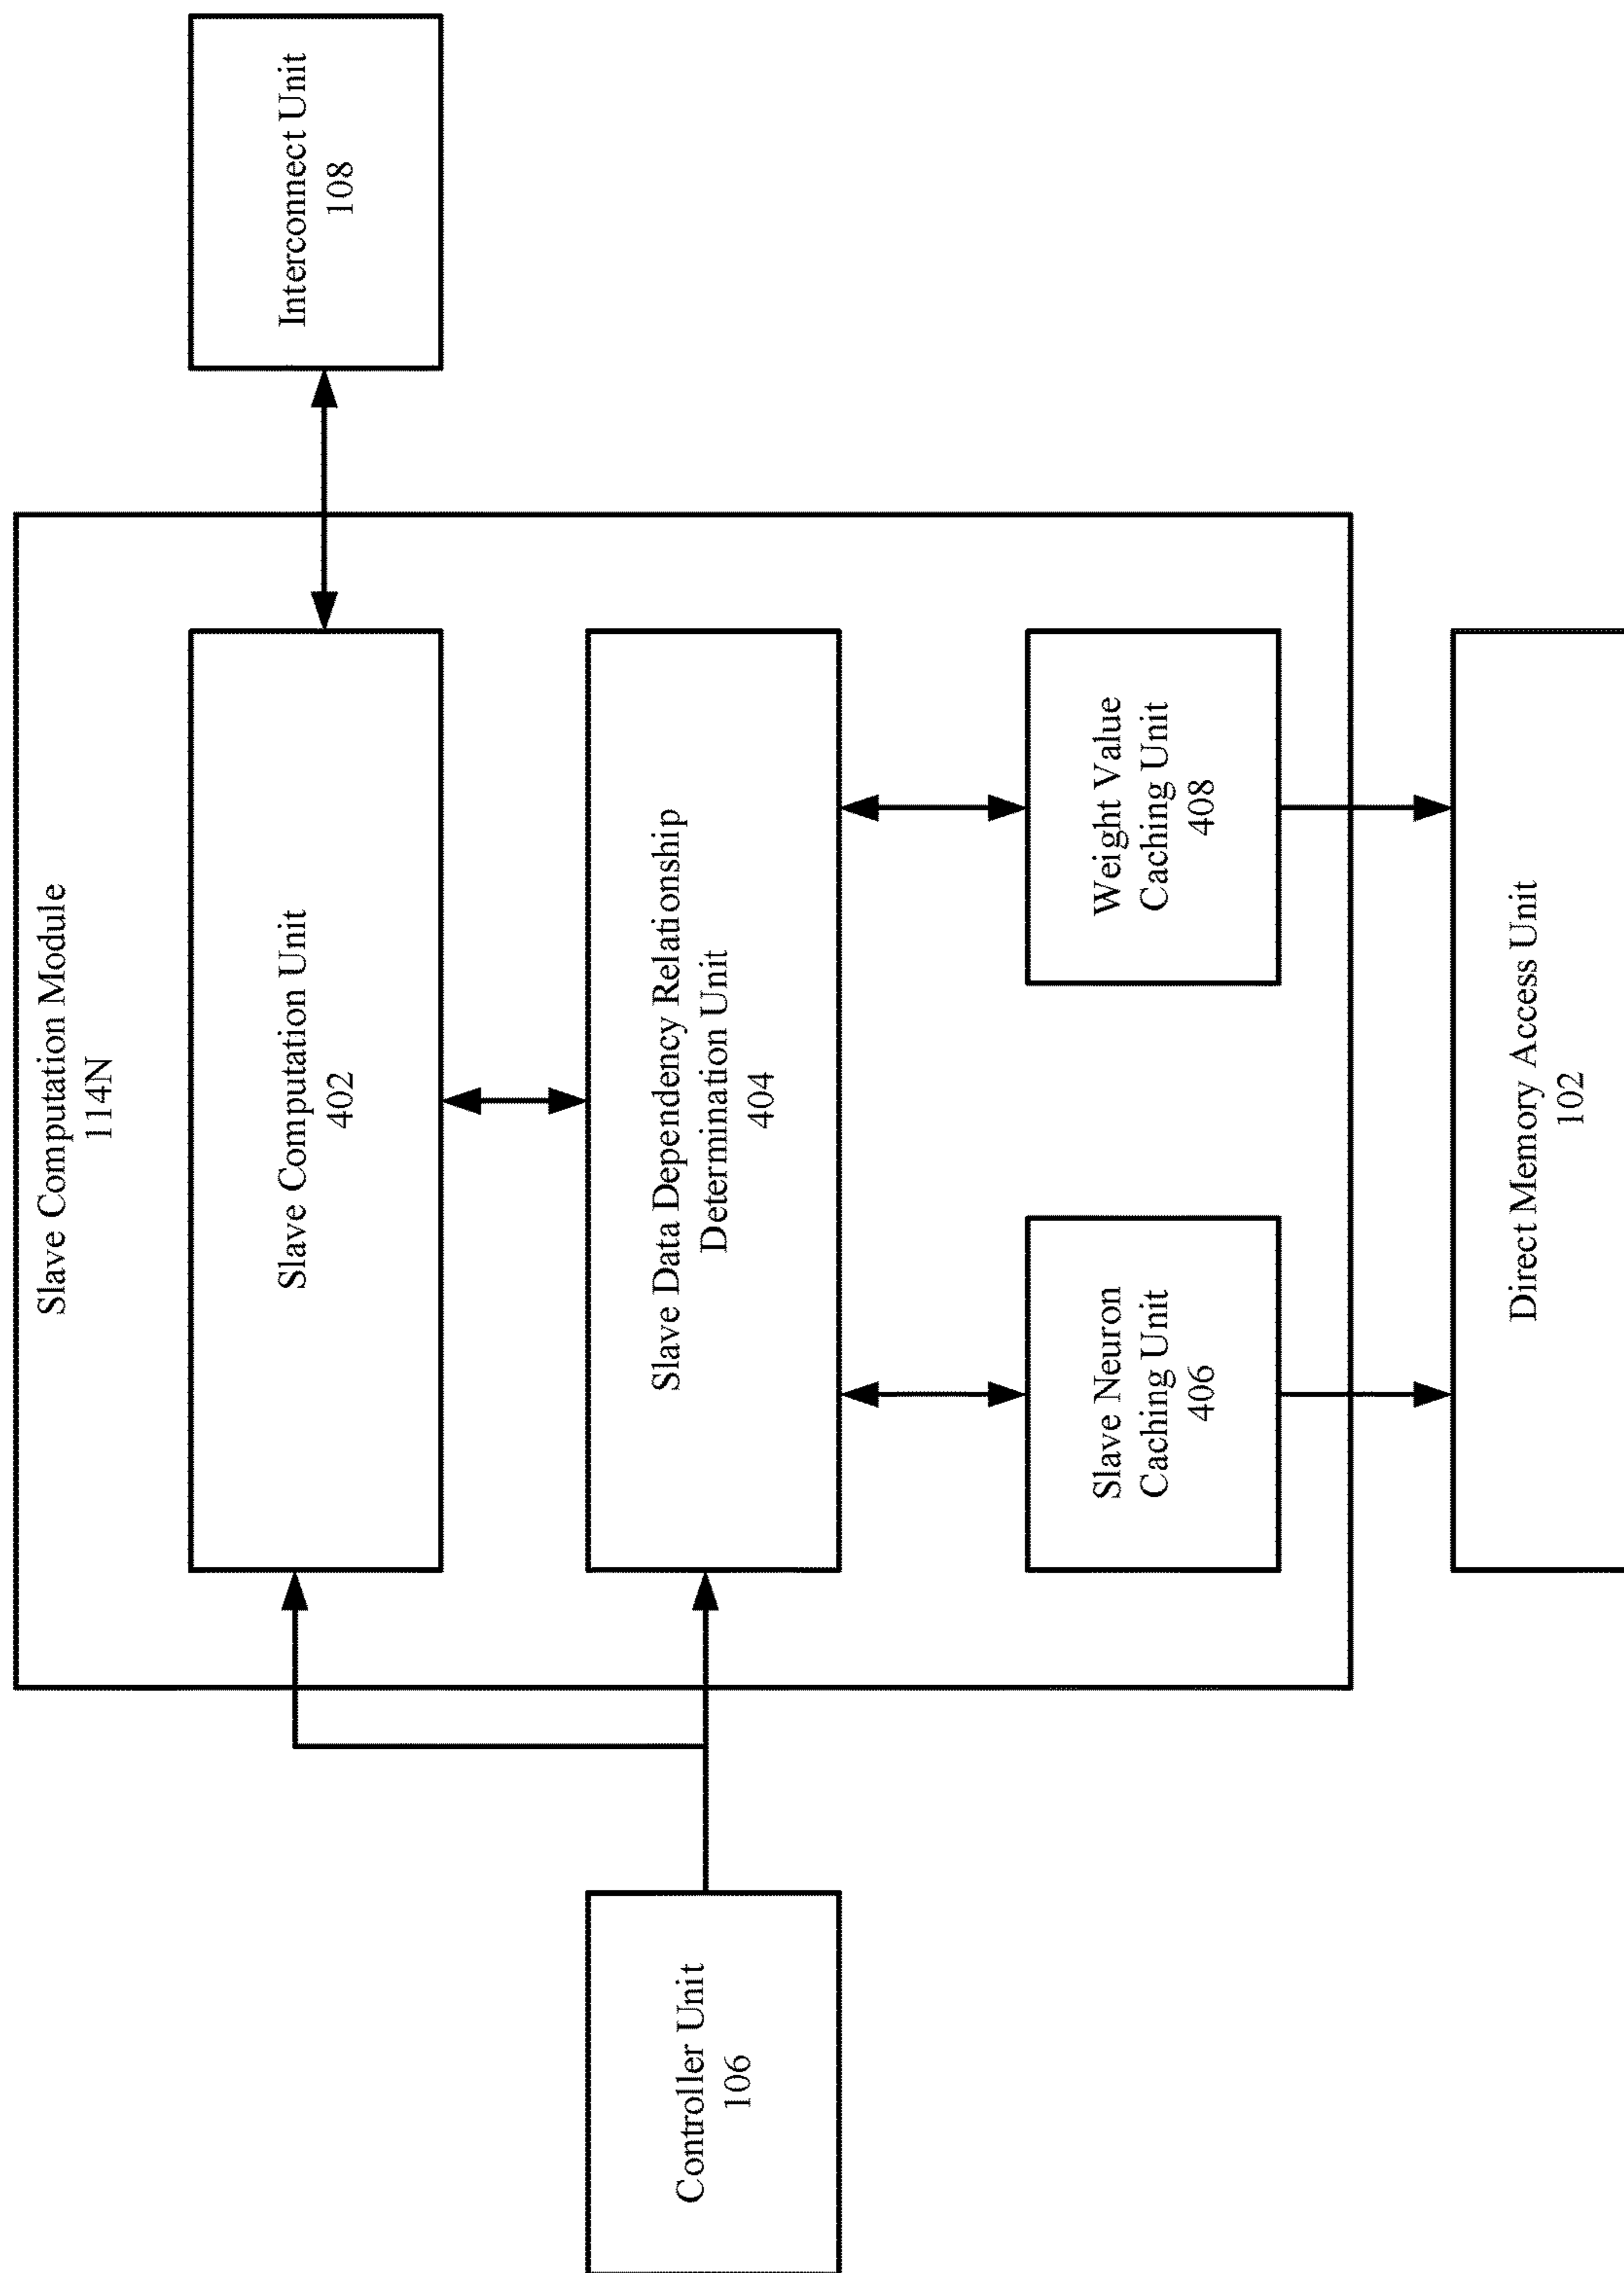 Slave Computation Module
114N
Slave Computation Unit
402
Interconnect Unit
108
Controller Unit
106
Slave Data Dependency Relationship
Determination Unit
404
Slave Neuron
Caching Unit
406
Weight Value
Caching Unit
408
Direct Memory Access Unit
102